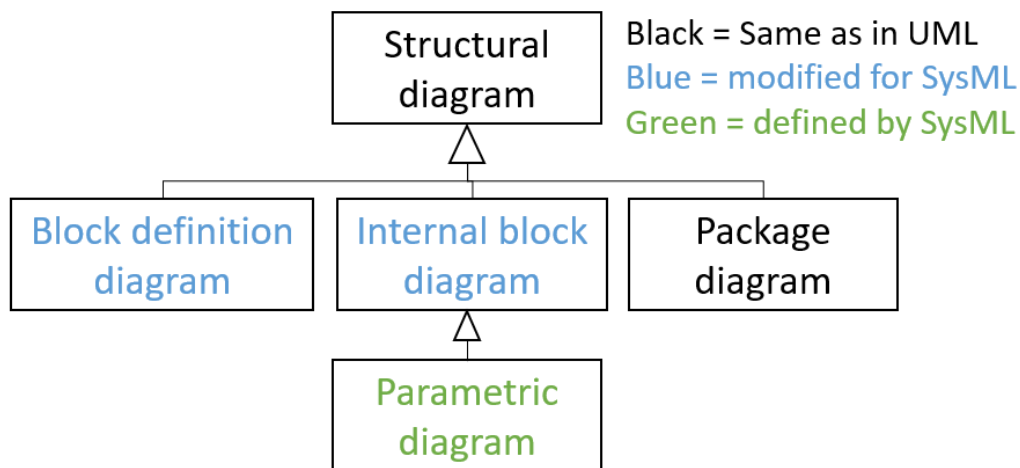 Structural
diagram
Black = Same as in UML
Blue = modified for SysML
Green = defined by SysML
Block definition
diagram
Internal block
diagram
Package
diagram
Parametric
diagram